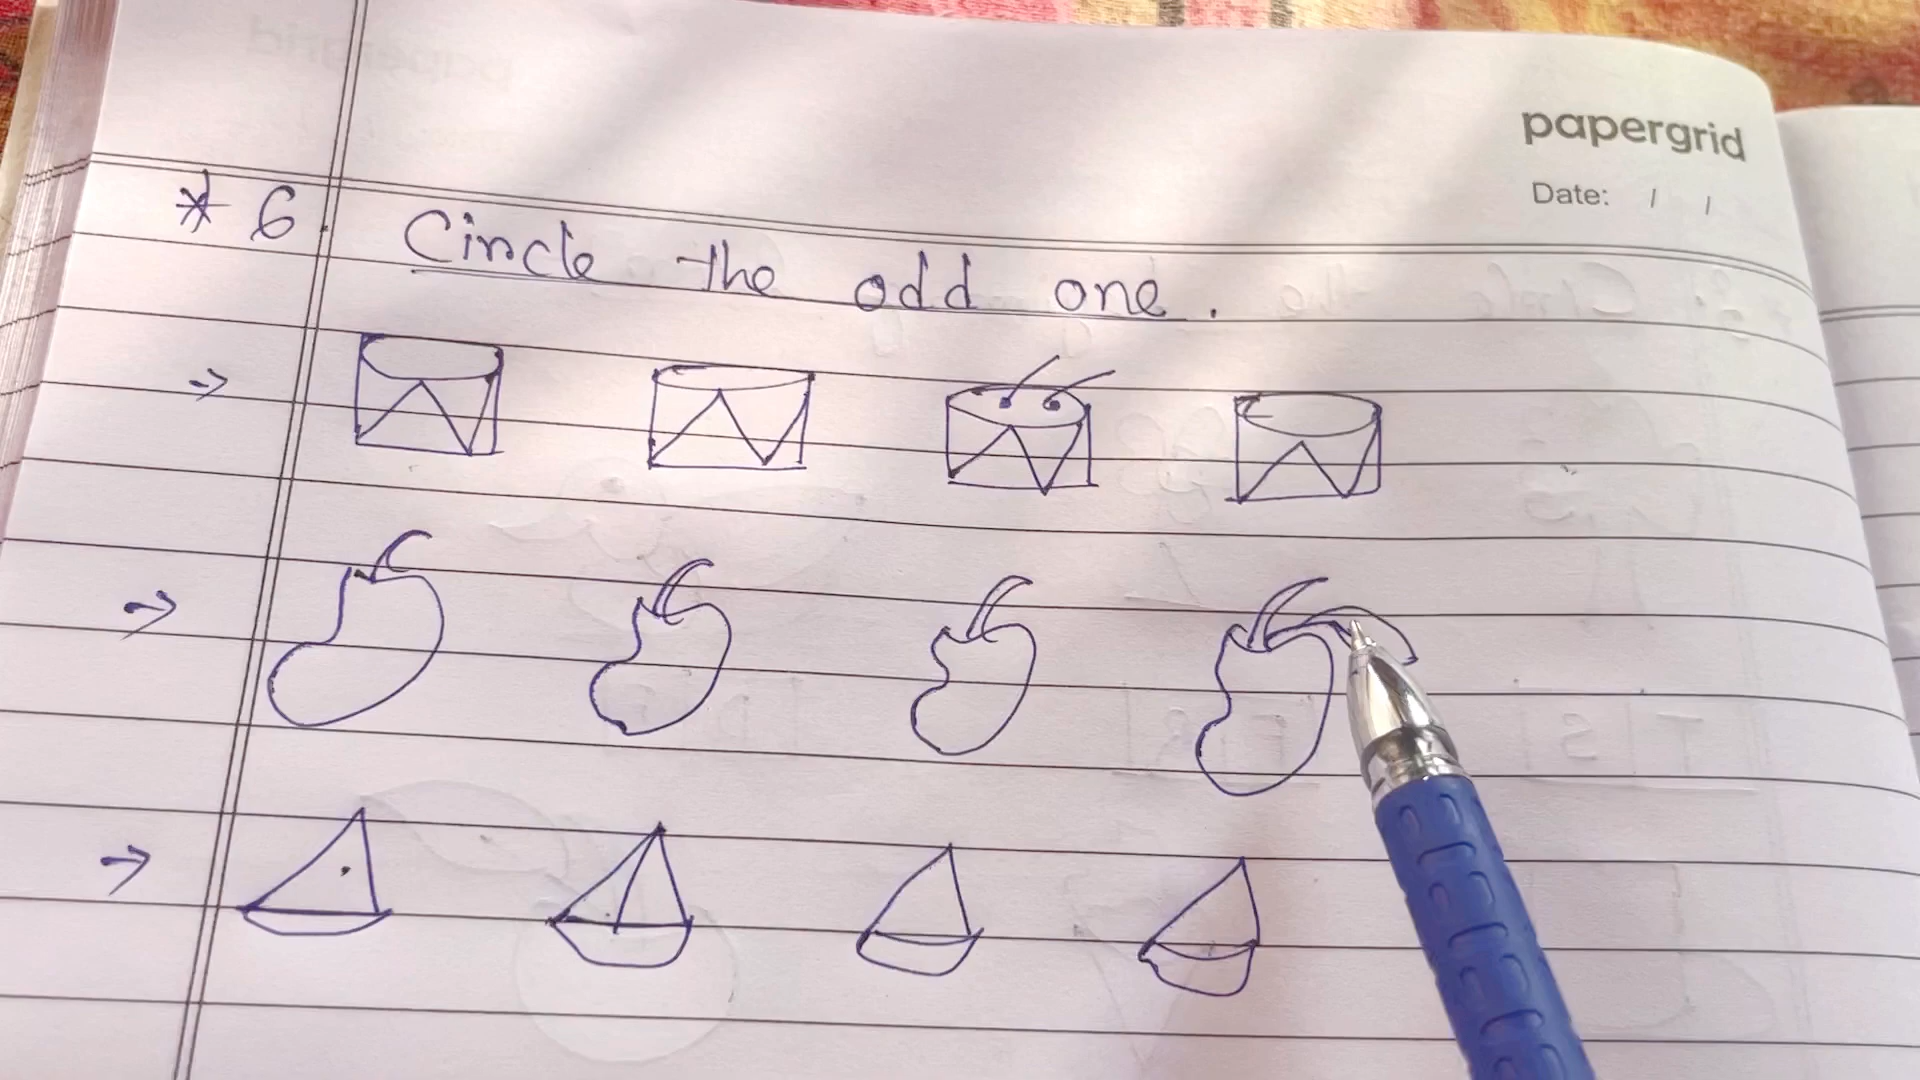 papergrid
Date: / /
* 6. Circle the odd one.